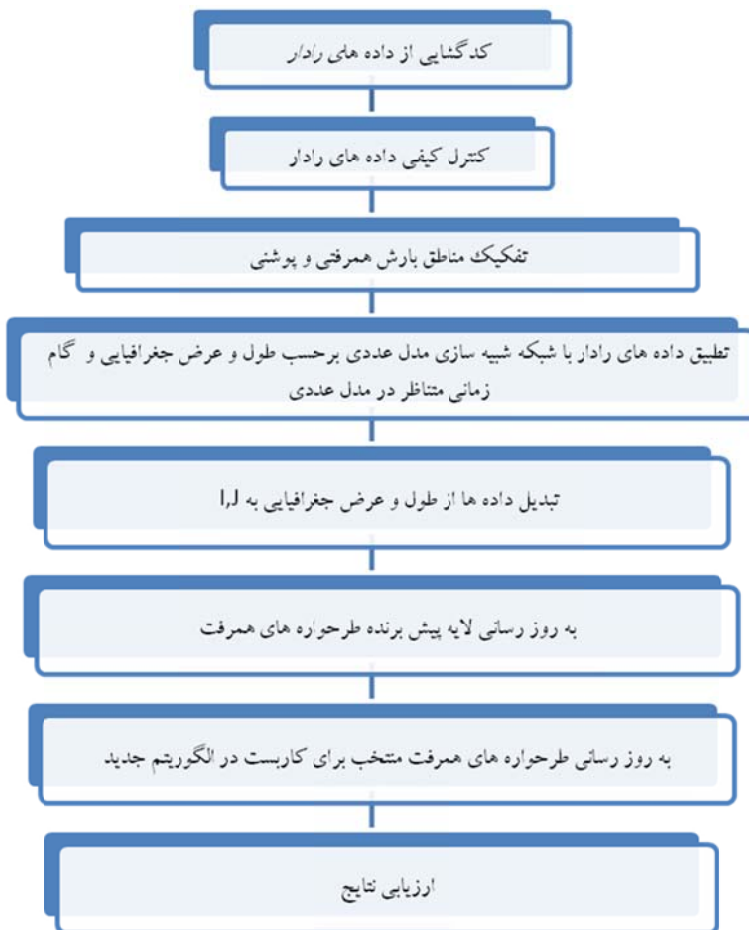 کدگشایی از داده های رادار
کنترل کیفی داده های رادار
تفکیک مناطق بارش همرفتی و پوشنی
تطبیق داده های رادار با شبکه شبیه سازی مدل عددی برحسب طول و عرض جغرافیایی و گام
زمانی متناظر در مدل عددی
تبدیل داده ها از طول و عرض جغرافیایی به I,J
به روز رسانی لایه پیش برنده طرحواره های همرفت
به روز رسانی طرحواره های همرفت منتخب برای کاربست در الگوریتم جدید
ارزیابی نتایج